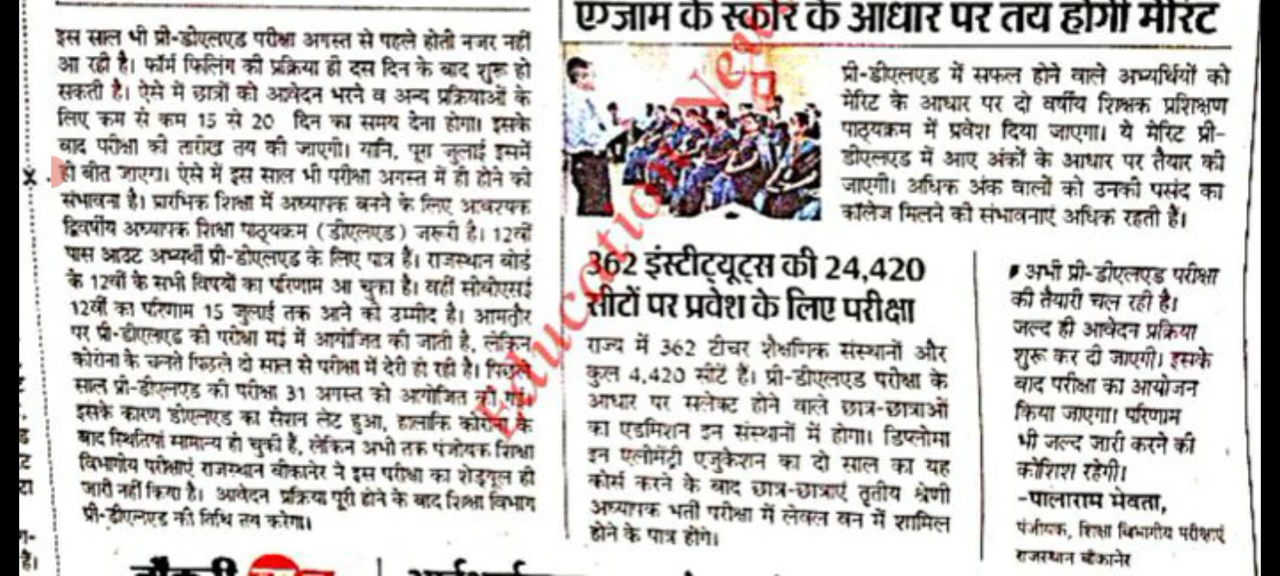 इस साल भी प्री-डीएलएड परीक्षा अगस्त से पहले होती नजर नहीं
आ रही है। फॉर्म फिलिंग की प्रक्रिया ही दस दिन के बाद शुरू हो
सकती है। ऐसे में छात्रों को आवेदन भरने व अन्य प्रक्रियाओं के
लिए कम से कम 15 से 20 दिन का समय देना होगा। इसके
बाद परीक्षा की तारीख तय की जाएगी। यानि, पूरा जुलाई इसमें
ही बीत जाएगा। ऐसे में इस साल भी परीक्षा अगस्त में ही होने की
संभावना है। प्रारंभिक शिक्षा में अध्यापक बनने के लिए आवश्यक
द्विवर्षीय अध्यापक शिक्षा पाठ्यक्रम (डीएलएड) जरूरी है। 12वीं
पास आउट अभ्यर्थी प्री-डीएलएड के लिए पात्र है। राजस्थान बोर्ड
के 12वीं के सभी विषयों का परिणाम आ चुका है। वहीं सीबीएसई
12वीं का परिणाम 15 जुलाई तक आने की उम्मीद है। आमतौर
पर प्री-डीएलएड की परीक्षा मई में आयोजित की जाती है, लेकिन
कोरोना के चलते पिछले दो साल से परीक्षा में देरी हो रही है। पिछले
साल प्री-डीएलएड की परीक्षा 31 अगस्त को आयोजित की गई।
इसके कारण डीएलएड का सैशन लेट हुआ, हालांकि कोरोना के
बाद स्थितियां सामान्य हो चुकी है, लेकिन अभी तक पंजीयक शिक्षा
विभागीय परीक्षाएं राजस्थान बीकानेर ने इस परीक्षा का शेड्यूल ही
जारी नहीं किया है। आवेदन प्रक्रिया पूरी होने के बाद शिक्षा विभाग
प्री-डीएलएड की तिथि तय करेगा।
एग्जाम के स्कोर के आधार पर तय होगी मेरिट
प्री-डीएलएड में सफल होने वाले अभ्यर्थियों को
मेरिट के आधार पर दो वर्षीय शिक्षक प्रशिक्षण
पाठ्यक्रम में प्रवेश दिया जाएगा। ये मेरिट प्री-
डीएलएड में आए अंकों के आधार पर तैयार की
जाएगी। अधिक अंक वालों को उनकी पसंद का
कॉलेज मिलने की संभावनाएं अधिक रहती है।
362 इंस्टीट्यूट्स की 24,420
सीटों पर प्रवेश के लिए परीक्षा
राज्य में 362 टीचर शैक्षणिक संस्थानों और
कुल 4,420 सीटें है। प्री-डीएलएड परीक्षा के
आधार पर सलेक्ट होने वाले छात्र-छात्राओं
का एडमिशन इन संस्थानों में होगा। डिप्लोमा
इन एलीमेंट्री एजुकेशन का दो साल का यह
कोर्स करने के बाद छात्र-छात्राएं तृतीय श्रेणी
अध्यापक भर्ती परीक्षा में लेवल वन में शामिल
होने के पात्र होंगे।
अभी प्री-डीएलएड परीक्षा
की तैयारी चल रही है।
जल्द ही आवेदन प्रक्रिया
शुरू कर दी जाएगी। इसके
बाद परीक्षा का आयोजन
किया जाएगा। परिणाम
भी जल्द जारी करने की
कोशिश रहेगी।
-पालाराम मेवता,
पंजीयक, शिक्षा विभागीय परीक्षाएं
राजस्थान बीकानेर
Education News